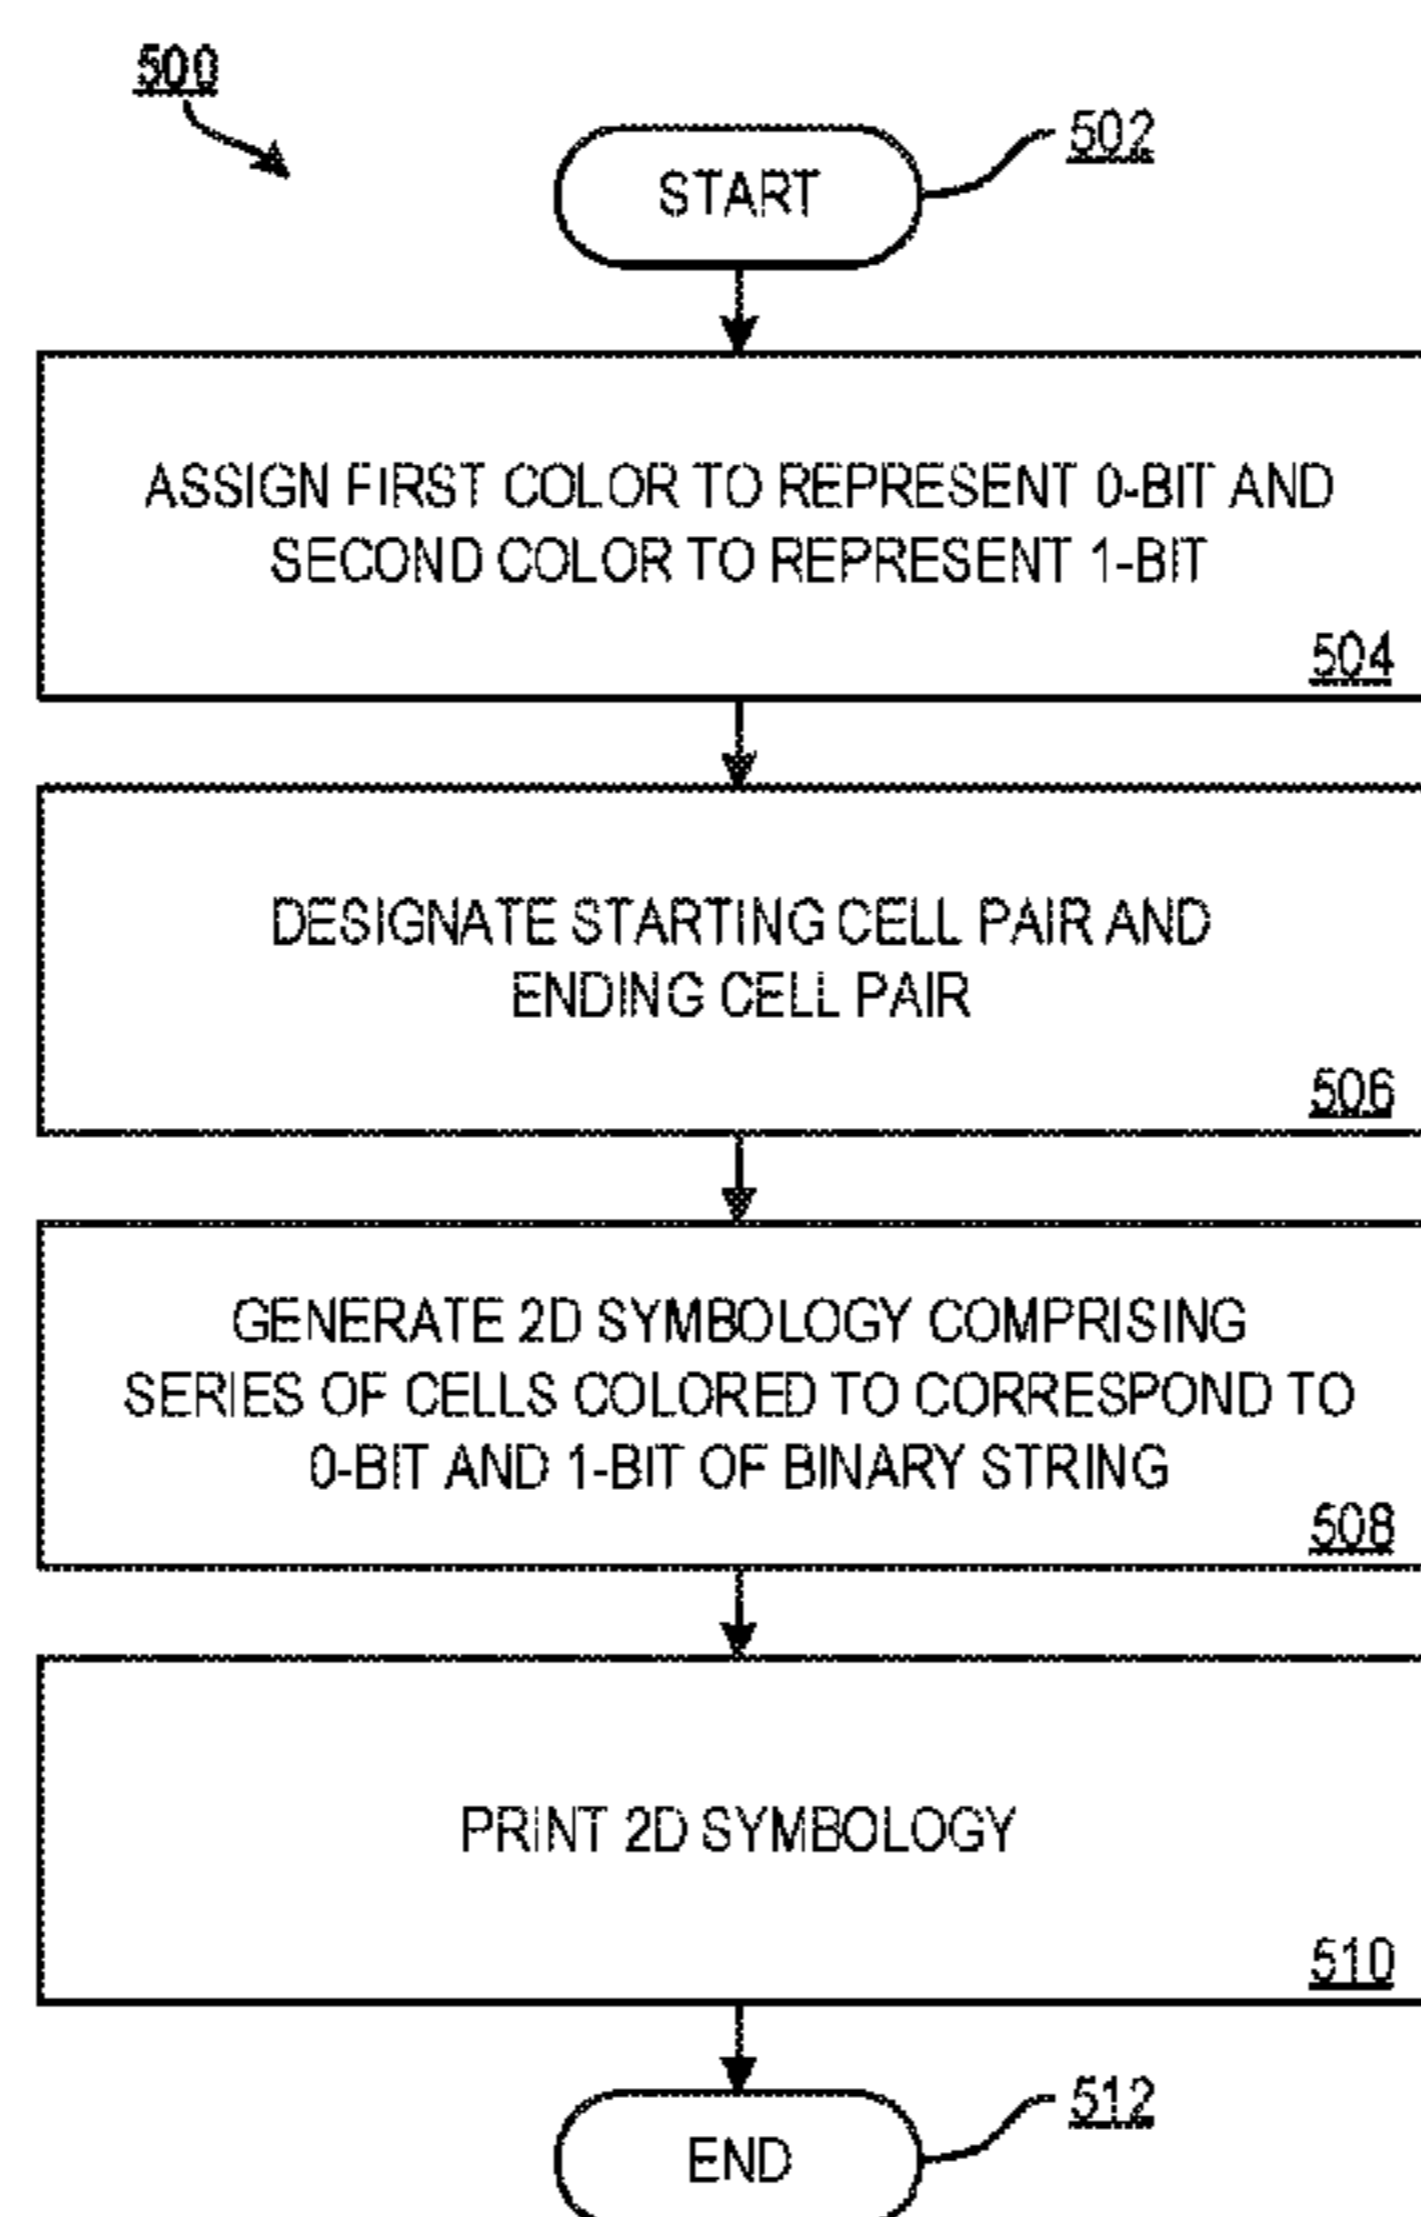 500
502
START
ASSIGN FIRST COLOR TO REPRESENT 0-BIT AND
SECOND COLOR TO REPRESENT 1-BIT
504
DESIGNATE STARTING CELL PAIR AND
ENDING CELL PAIR
506
GENERATE 2D SYMBOLOGY COMPRISING
SERIES OF CELLS COLORED TO CORRESPOND TO
0-BIT AND 1-BIT OF BINARY STRING
508
PRINT 2D SYMBOLOGY
510
512
END